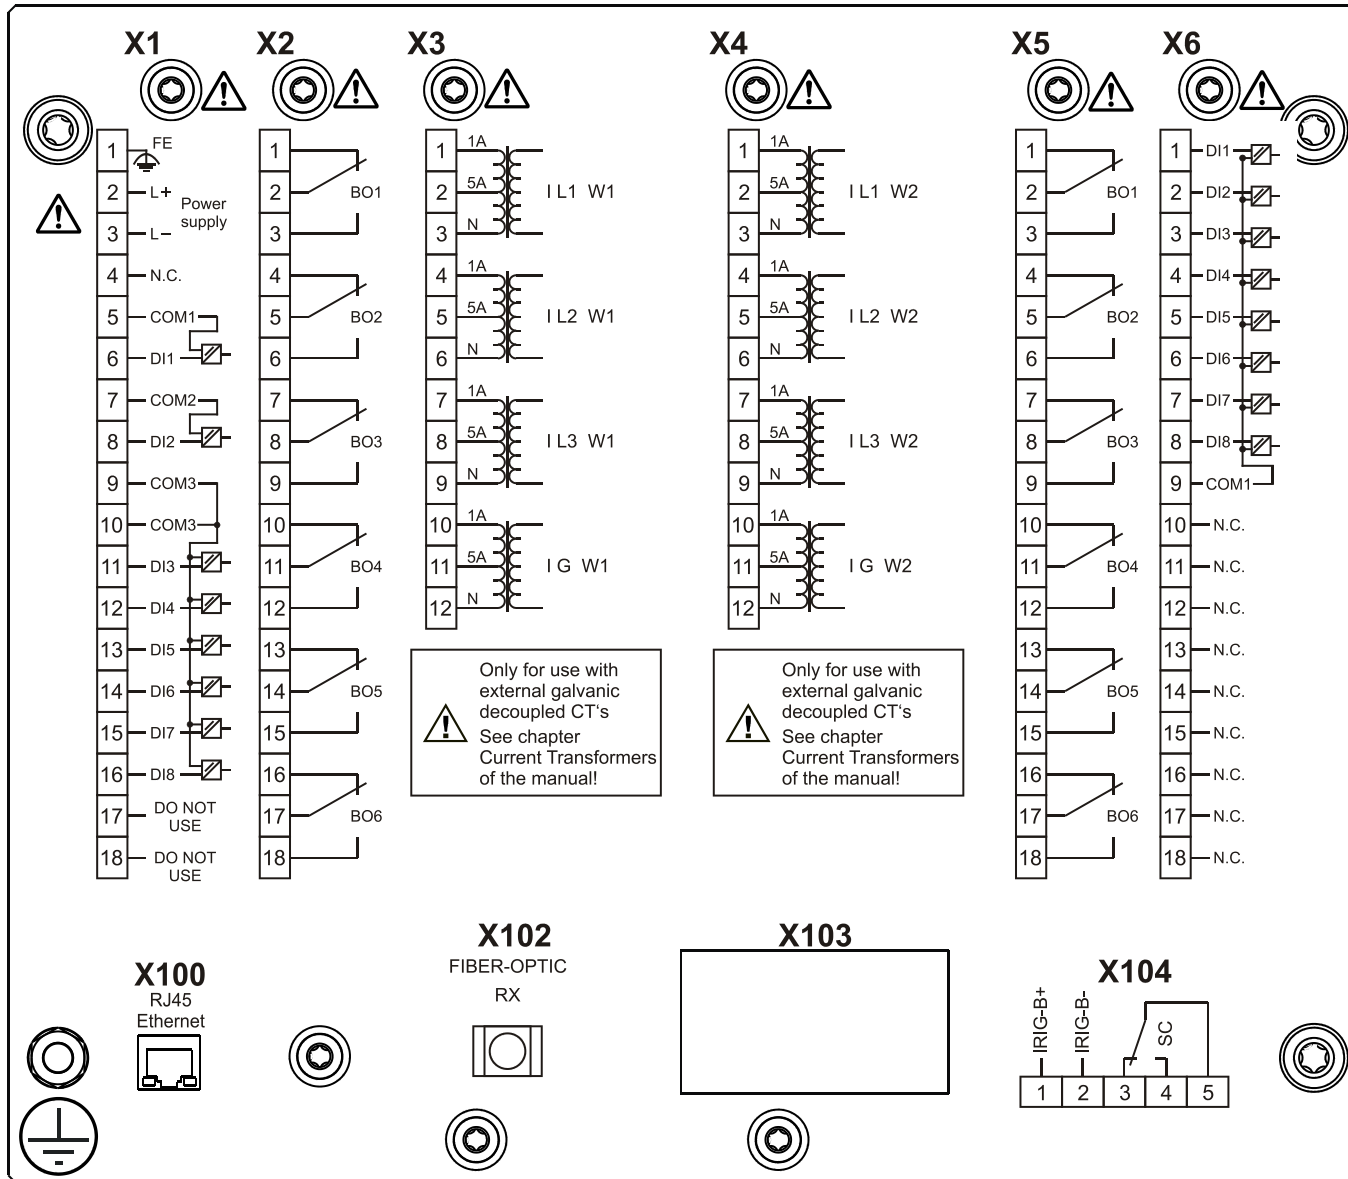 X1
1 FE
2 L+ Power
3 L– supply
4 N.C.
5 COM1
6 DI1
7 COM2
8 DI2
9 COM3
10 COM3
11 DI3
12 DI4
13 DI5
14 DI6
15 DI7
16 DI8
17 DO NOT
USE
18 DO NOT
USE
X2
1
2 BO1
3
4
5 BO2
6
7
8 BO3
9
10
11 BO4
12
13
14 BO5
15
16
17 BO6
18
X3
1 1A
2 5A I L1 W1
3 N
4 1A
5 5A I L2 W1
6 N
7 1A
8 5A I L3 W1
9 N
10 1A
11 5A I G W1
12 N
Only for use with
external galvanic
decoupled CT‘s
See chapter
Current Transformers
of the manual!
X4
1 1A
2 5A I L1 W2
3 N
4 1A
5 5A I L2 W2
6 N
7 1A
8 5A I L3 W2
9 N
10 1A
11 5A I G W2
12 N
Only for use with
external galvanic
decoupled CT‘s
See chapter
Current Transformers
of the manual!
X5
1
2 BO1
3
4
5 BO2
6
7
8 BO3
9
10
11 BO4
12
13
14 BO5
15
16
17 BO6
18
X6
1 DI1
2 DI2
3 DI3
4 DI4
5 DI5
6 DI6
7 DI7
8 DI8
9 COM1
10 N.C.
11 N.C.
12 N.C.
13 N.C.
14 N.C.
15 N.C.
16 N.C.
17 N.C.
18 N.C.
X100
RJ45
Ethernet
X102
FIBER-OPTIC
RX
X103
X104
IRIG-B+
IRIG-B-
SC
1 2 3 4 5